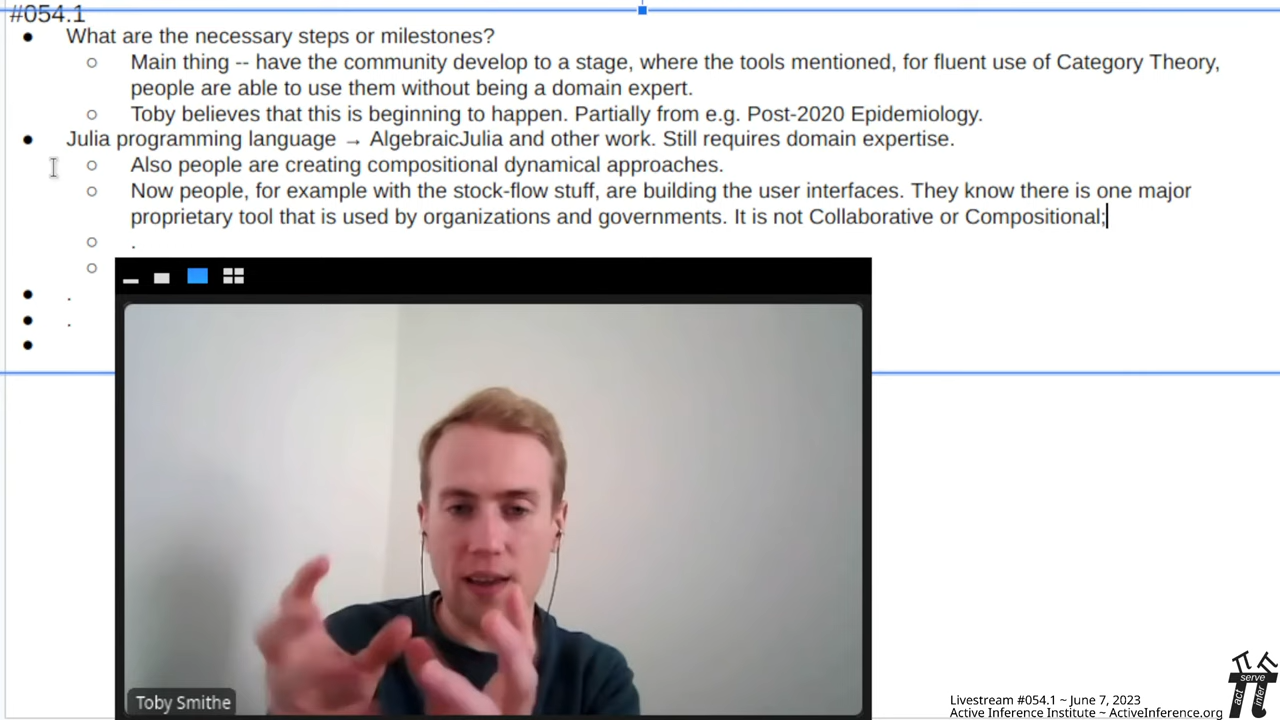 #054.1
● What are the necessary steps or milestones?
○ Main thing -- have the community develop to a stage, where the tools mentioned, for fluent use of Category Theory,
people are able to use them without being a domain expert.
○ Toby believes that this is beginning to happen. Partially from e.g. Post-2020 Epidemiology.
● Julia programming language → AlgebraicJulia and other work. Still requires domain expertise.
○ Also people are creating compositional dynamical approaches.
○ Now people, for example with the stock-flow stuff, are building the user interfaces. They know there is one major
proprietary tool that is used by organizations and governments. It is not Collaborative or Compositional;
○ .
○
● .
● .
●
Toby Smithe
act
serve
infer
Livestream #054.1 ~ June 7, 2023
Active Inference Institute ~ ActiveInference.org